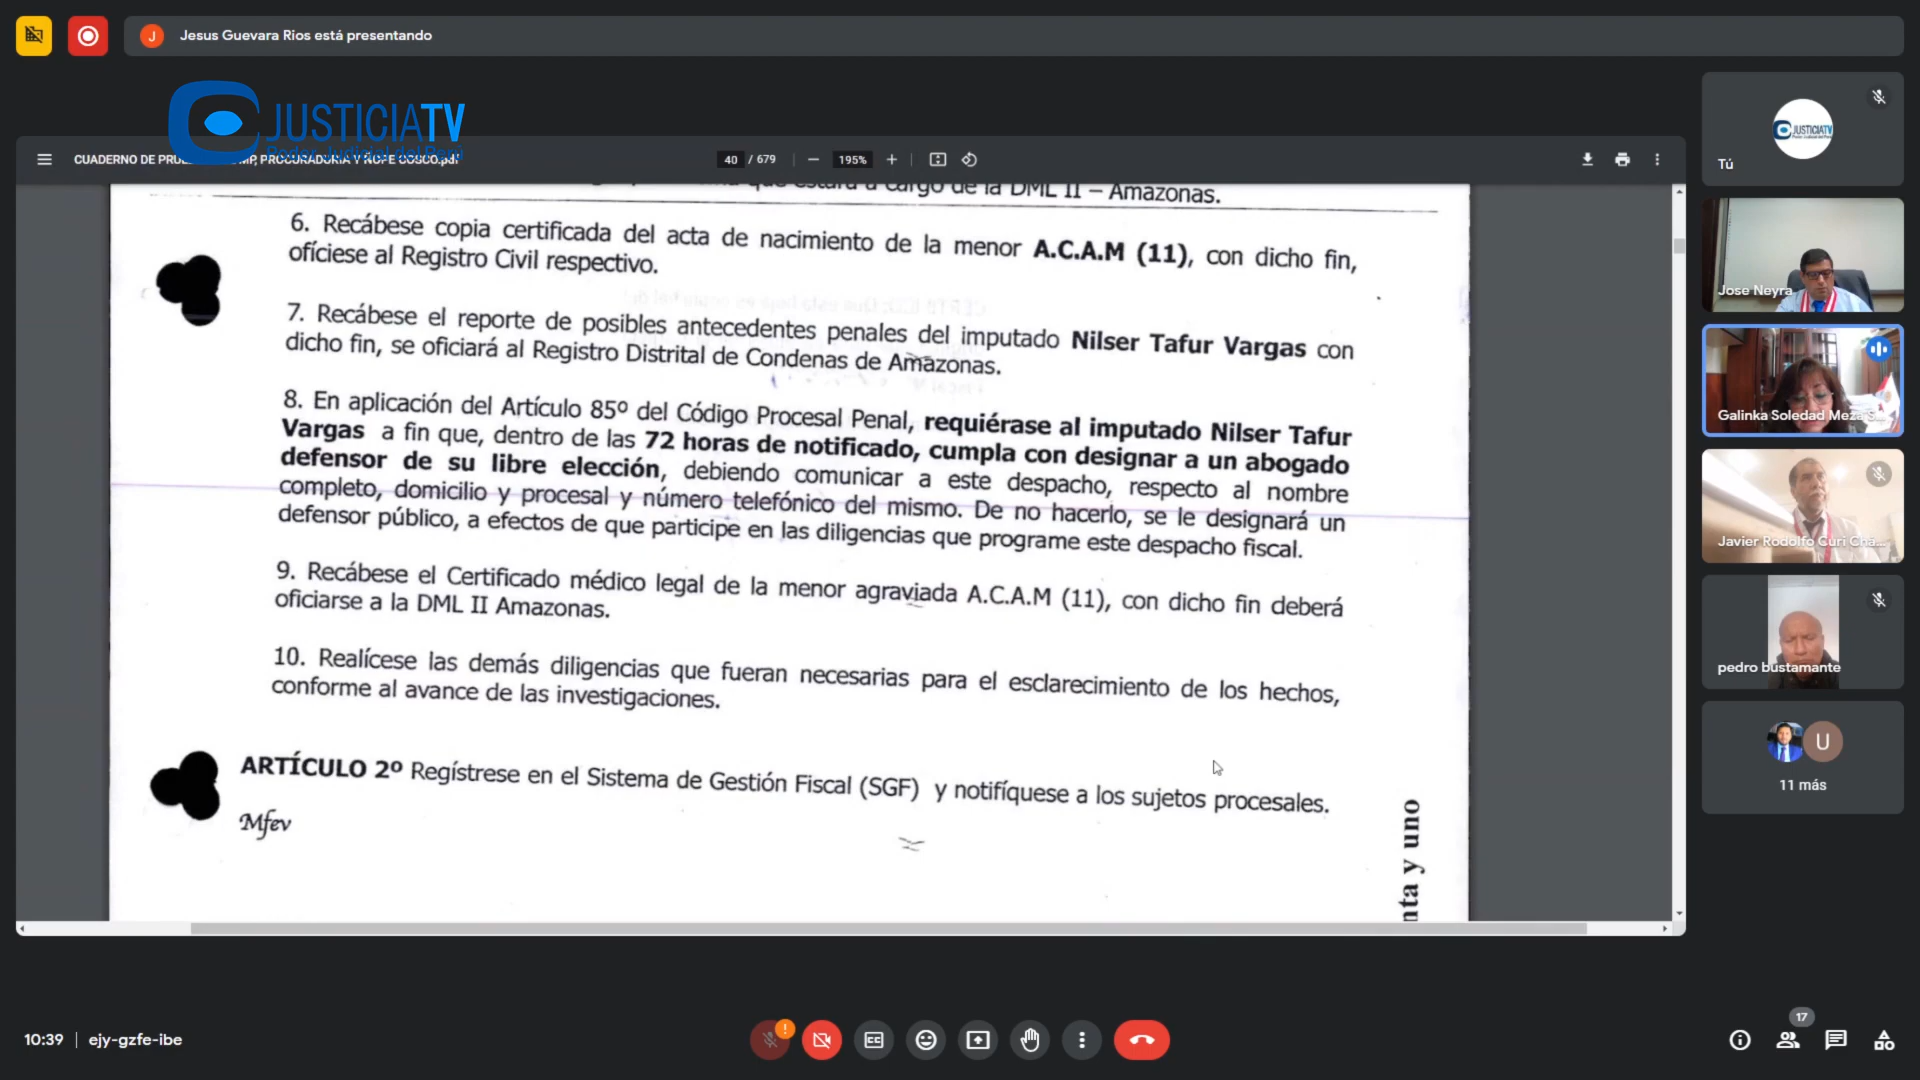 Jesus Guevara Rios está presentando
J
JUSTICIATV
Poder Judicial del Perú
40 / 679
195%
a cargo de la DML II – Amazonas.
6. Recábese copia certificada del acta de nacimiento de la menor A.C.A.M (11), con dicho fin,
ofíciese al Registro Civil respectivo.
7. Recábese el reporte de posibles antecedentes penales del imputado Nilser Tafur Vargas con
dicho fin, se oficiará al Registro Distrital de Condenas de Amazonas.
8. En aplicación del Artículo 85º del Código Procesal Penal, requiérase al imputado Nilser Tafur
Vargas a fin que, dentro de las 72 horas de notificado, cumpla con designar a un abogado
defensor de su libre elección, debiendo comunicar a este despacho, respecto al nombre
completo, domicilio y procesal y número telefónico del mismo. De no hacerlo, se le designará un
defensor público, a efectos de que participe en las diligencias que programe este despacho fiscal.
9. Recábese el Certificado médico legal de la menor agraviada A.C.A.M (11), con dicho fin deberá
oficiarse a la DML II Amazonas.
10. Realícese las demás diligencias que fueran necesarias para el esclarecimiento de los hechos,
conforme al avance de las investigaciones.
ARTÍCULO 2º Regístrese en el Sistema de Gestión Fiscal (SGF) y notifíquese a los sujetos procesales.
Mfev
nta y uno
JUSTICIATV
Tú
Jose Neyra
Galinka Soledad Meza S...
Javier Rodolfo Curi Cha...
pedro bustamante
U
11 más
10:39 | ejy-gzfe-ibe
17